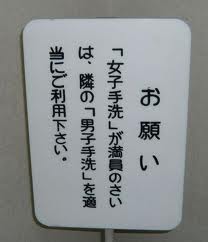 お願い
「女子手洗」が満員のさい
は、隣の「男子手洗」を適
当にご利用下さい。